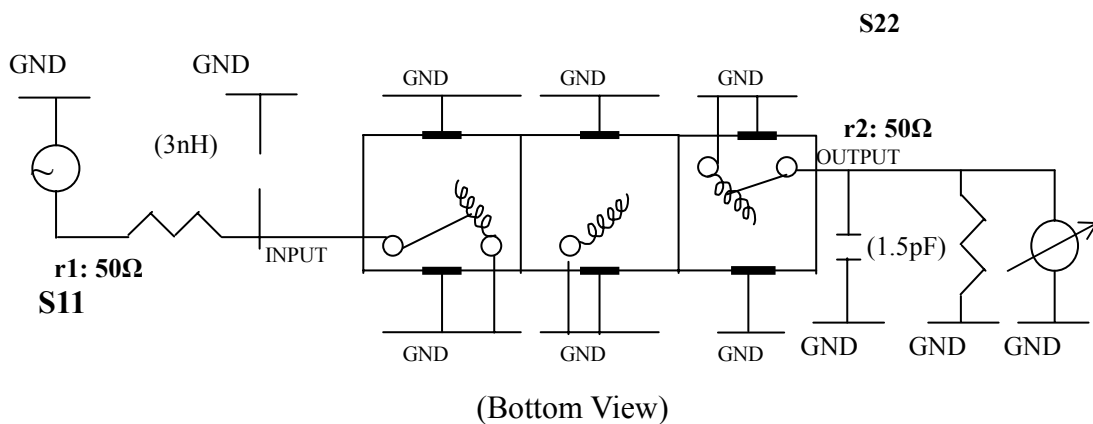 S22
GND
GND
GND
GND
GND
(3nH)
r2: 50Ω
OUTPUT
INPUT
(1.5pF)
r1: 50Ω
S11
GND
GND
GND
GND
GND
GND
(Bottom View)